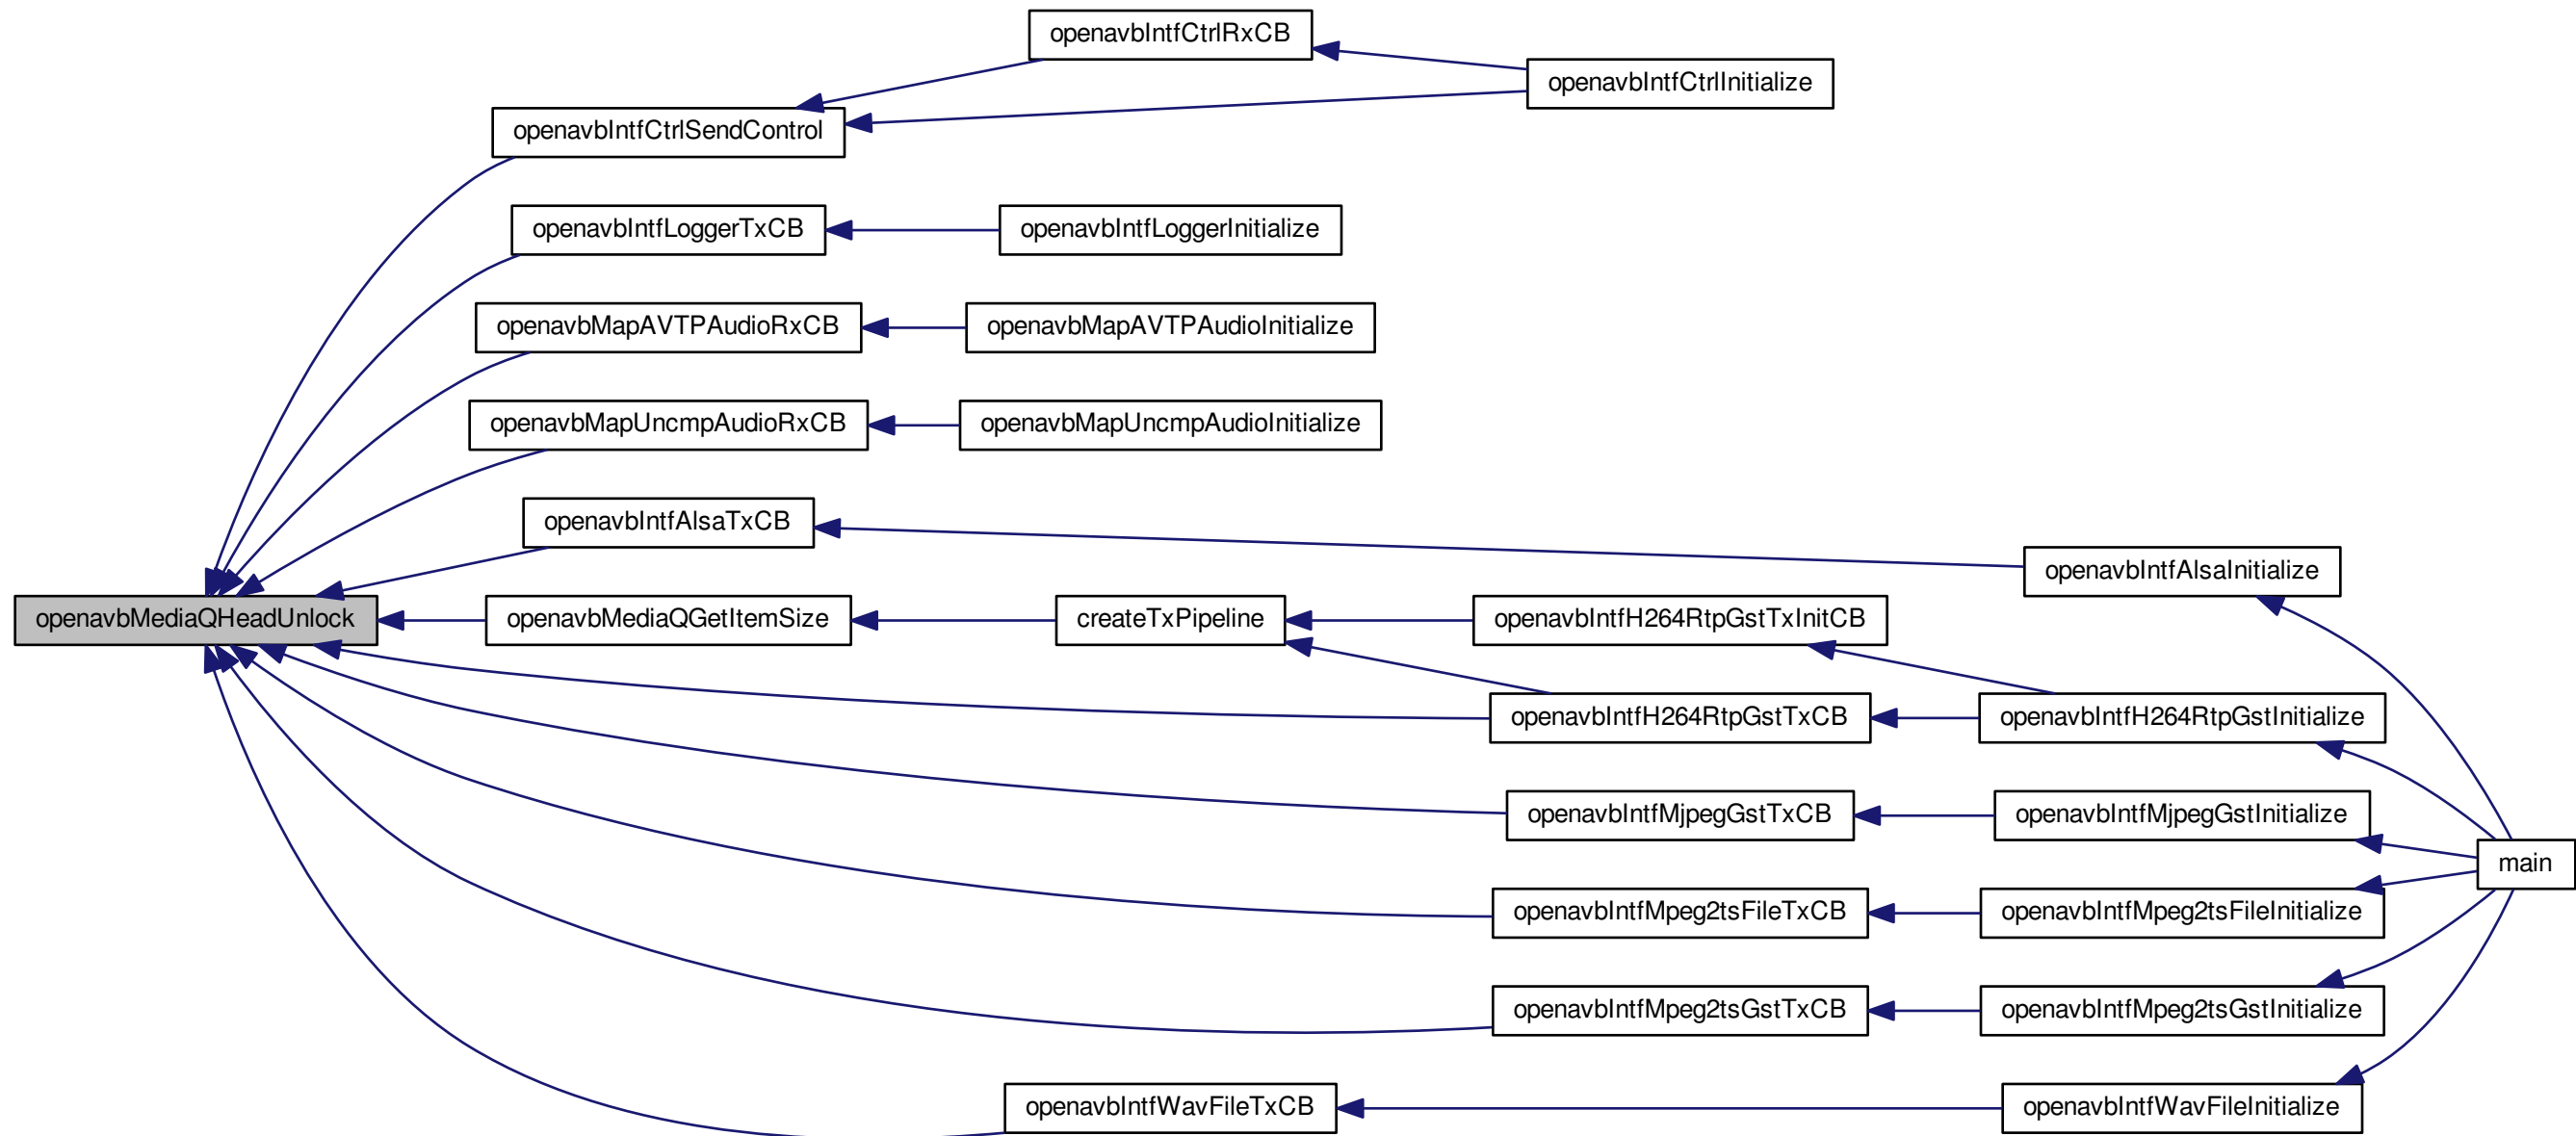 openavbIntfCtrlRxCB
openavbIntfCtrlInitialize
openavbIntfCtrlSendControl
openavbIntfLoggerTxCB
openavbIntfLoggerInitialize
openavbMapAVTPAudioRxCB
openavbMapAVTPAudioInitialize
openavbMapUncmpAudioRxCB
openavbMapUncmpAudioInitialize
openavbIntfAlsaTxCB
openavbIntfAlsaInitialize
openavbMediaQHeadUnlock
openavbMediaQGetItemSize
createTxPipeline
openavbIntfH264RtpGstTxInitCB
openavbIntfH264RtpGstTxCB
openavbIntfH264RtpGstInitialize
openavbIntfMjpegGstTxCB
openavbIntfMjpegGstInitialize
main
openavbIntfMpeg2tsFileTxCB
openavbIntfMpeg2tsFileInitialize
openavbIntfMpeg2tsGstTxCB
openavbIntfMpeg2tsGstInitialize
openavbIntfWavFileTxCB
openavbIntfWavFileInitialize